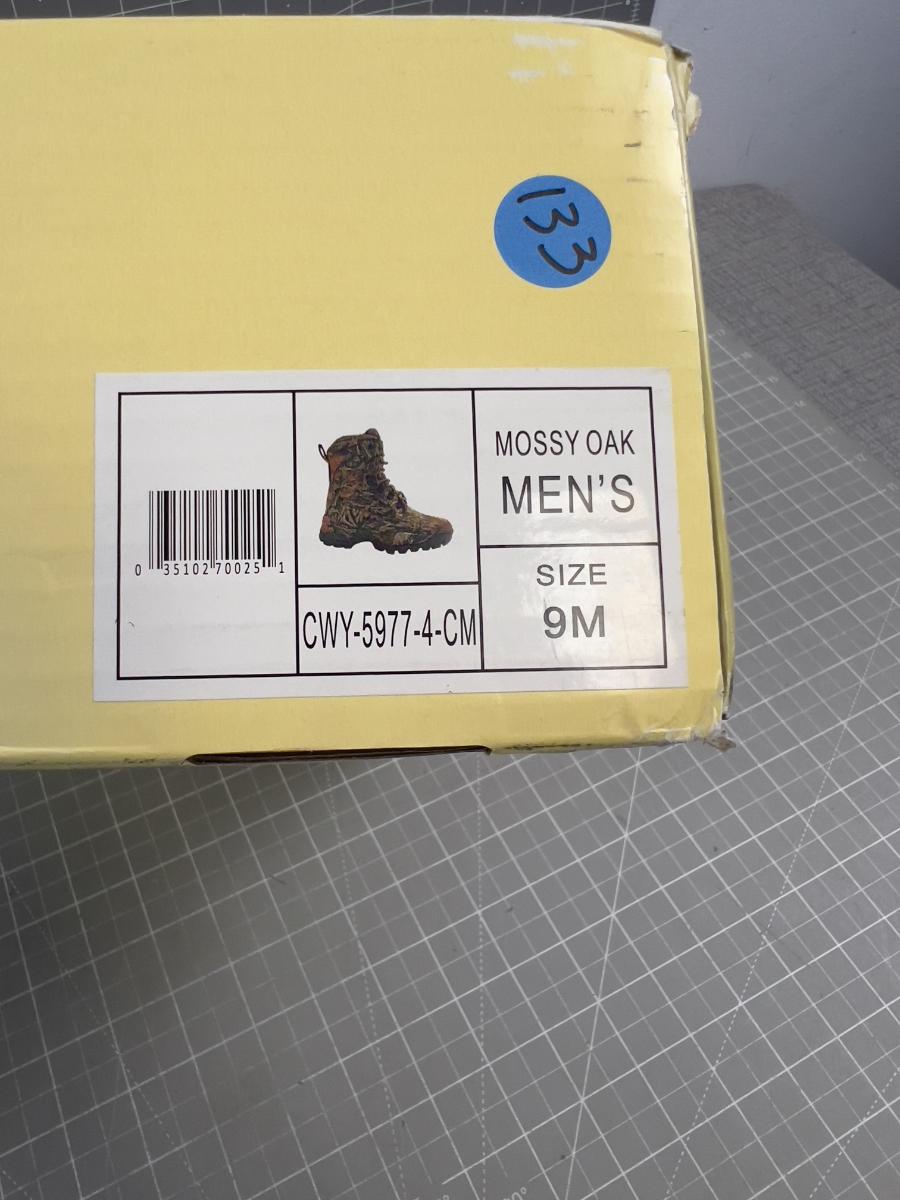 133
MOSSY OAK
MEN'S
SIZE
9M
CWY-5977-4-CM
0 35102 70025 1